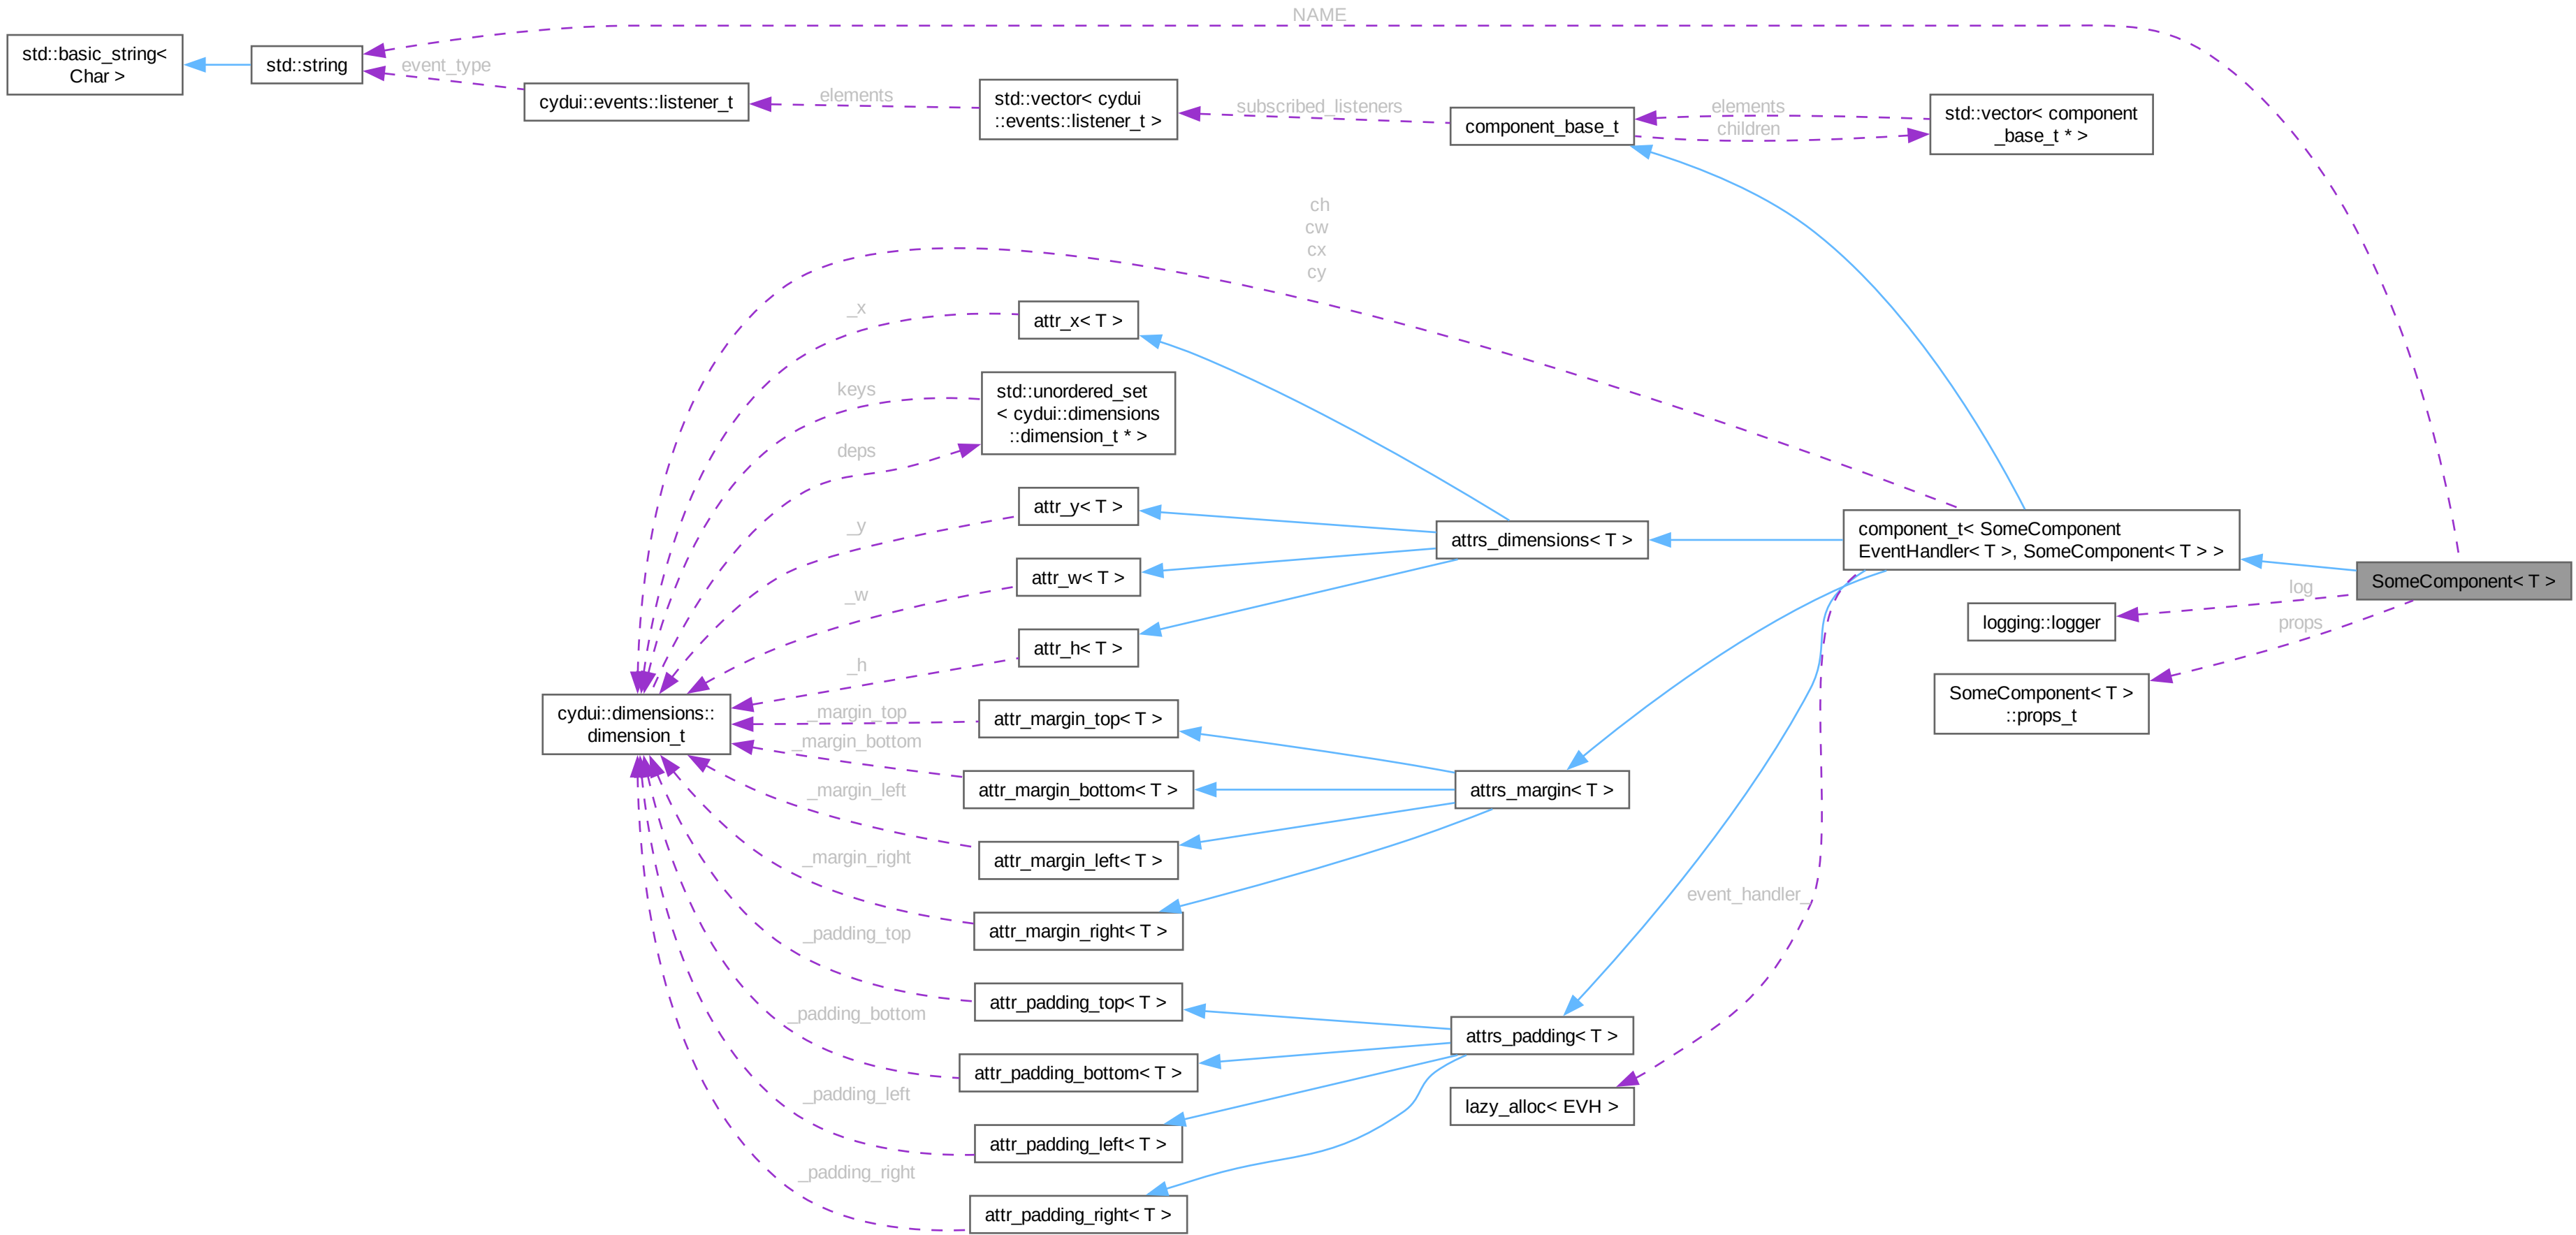 NAME
std::basic_string<
Char >
std::string
event_type
cydui::events::listener_t
elements
std::vector< cydui
::events::listener_t >
subscribed_listeners
component_base_t
elements
children
std::vector< component
_base_t * >
ch
cw
cx
cy
_x
attr_x< T >
keys
std::unordered_set
< cydui::dimensions
::dimension_t * >
deps
_y
attr_y< T >
attrs_dimensions< T >
component_t< SomeComponent
EventHandler< T >, SomeComponent< T > >
SomeComponent< T >
_w
attr_w< T >
log
logging::logger
props
_h
attr_h< T >
SomeComponent< T >
::props_t
cydui::dimensions::
dimension_t
_margin_top
attr_margin_top< T >
_margin_bottom
attr_margin_bottom< T >
attrs_margin< T >
_margin_left
attr_margin_left< T >
_margin_right
attr_margin_right< T >
event_handler_
_padding_top
attr_padding_top< T >
_padding_bottom
attr_padding_bottom< T >
attrs_padding< T >
_padding_left
attr_padding_left< T >
lazy_alloc< EVH >
_padding_right
attr_padding_right< T >